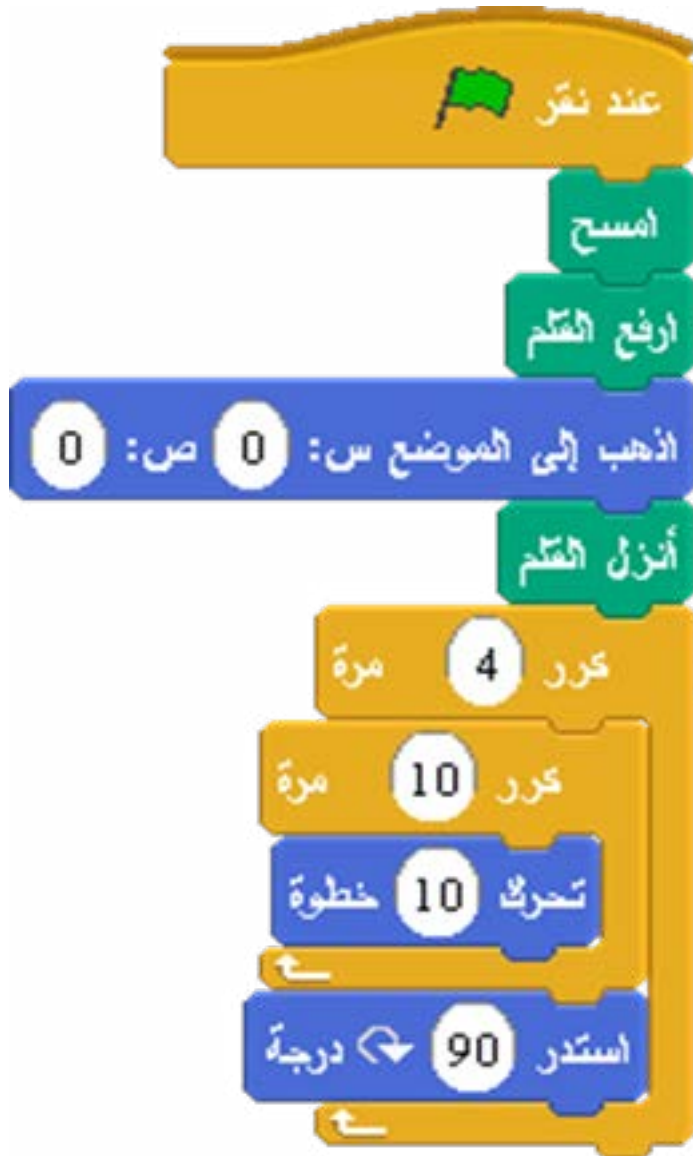 عند نقر
امسح
ارفع القلم
اذهب إلى الموضع س: 0 ص: 0
أنزل القلم
كرر 4 مرة
كرر 10 مرة
تحرك 10 خطوة
استدر 90 درجة